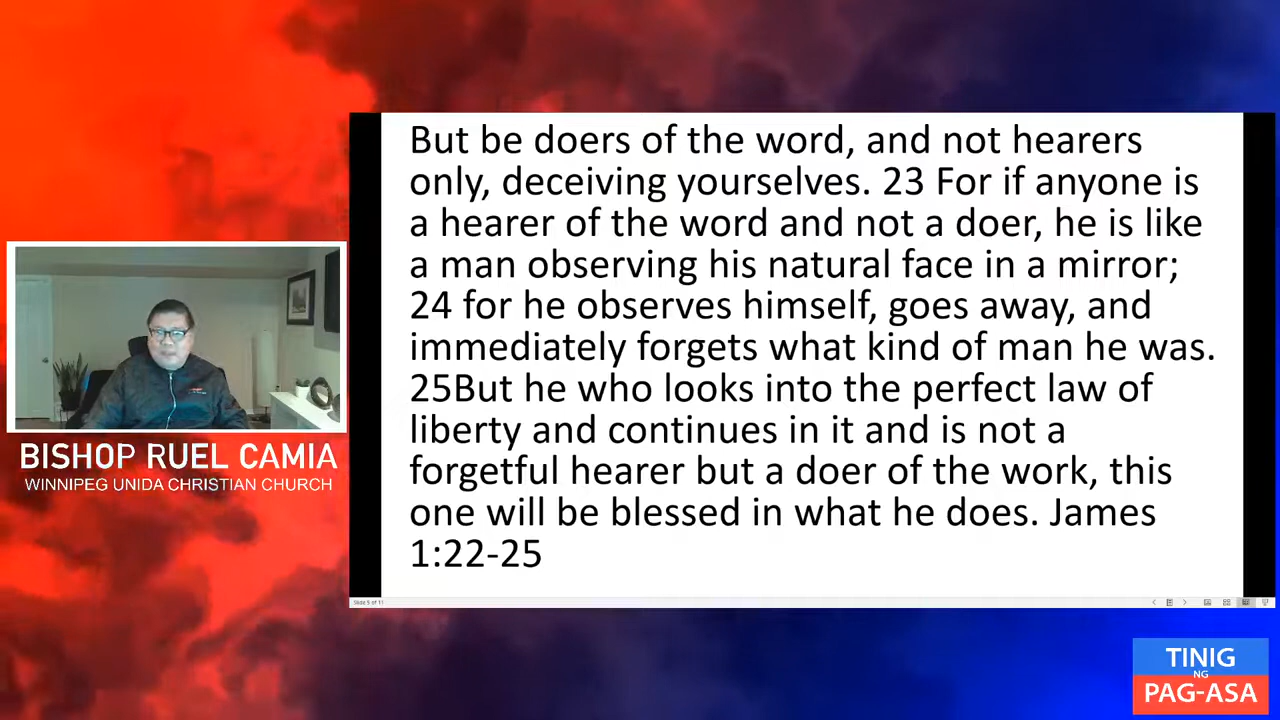 But be doers of the word, and not hearers
only, deceiving yourselves. 23 For if anyone is
a hearer of the word and not a doer, he is like
a man observing his natural face in a mirror;
24 for he observes himself, goes away, and
immediately forgets what kind of man he was.
25But he who looks into the perfect law of
liberty and continues in it and is not a
forgetful hearer but a doer of the work, this
one will be blessed in what he does. James
1:22-25
Slide 5 of 11
BISHOP RUEL CAMIA
WINNIPEG UNIDA CHRISTIAN CHURCH
TINIG
NG
PAG-ASA